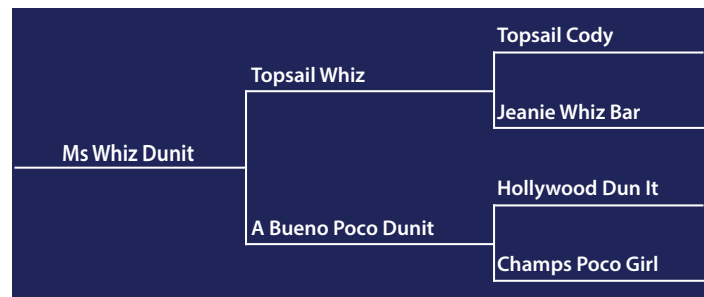 Topsail Cody
Topsail Whiz
Jeanie Whiz Bar
Ms Whiz Dunit
Hollywood Dun It
A Bueno Poco Dunit
Champs Poco Girl